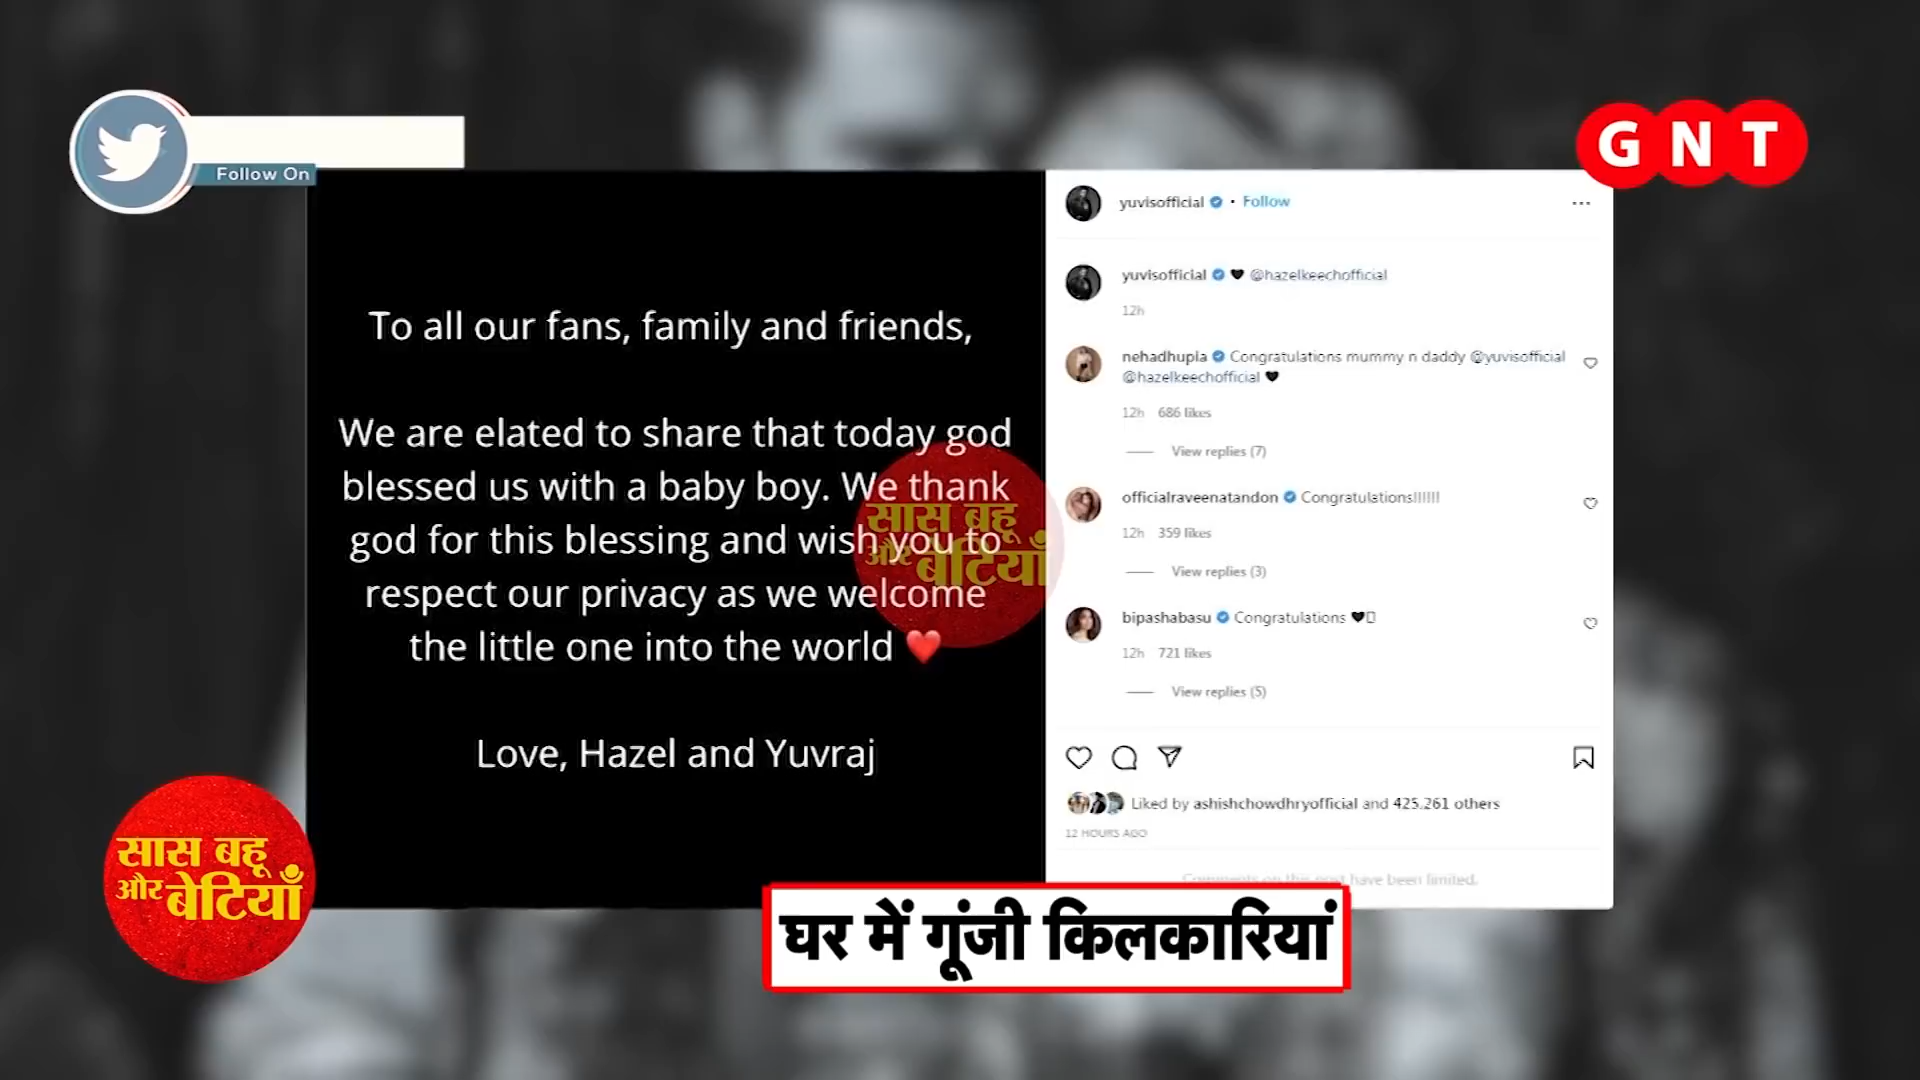 Follow On
GNT
To all our fans, family and friends,
We are elated to share that today god
blessed us with a baby boy. We thank
god for this blessing and wish you to
respect our privacy as we welcome
the little one into the world ❤️
Love, Hazel and Yuvraj
सास बहू
और बेटियाँ
yuvisofficial • Follow
yuvisofficial 🖤 @hazelkeechofficial
12h
nehadhupia Congratulations mummy n daddy @yuvisofficial
@hazelkeechofficial 🖤
12h 686 likes
View replies (7)
officialraveenatandon Congratulations!!!!!!
12h 359 likes
View replies (3)
bipashabasu Congratulations 🖤
12h 721 likes
View replies (5)
Liked by ashishchowdhryofficial and 425,261 others
12 HOURS AGO
Comments on this post have been limited.
सास बहू
और बेटियाँ
घर में गूंजी किलकारियां